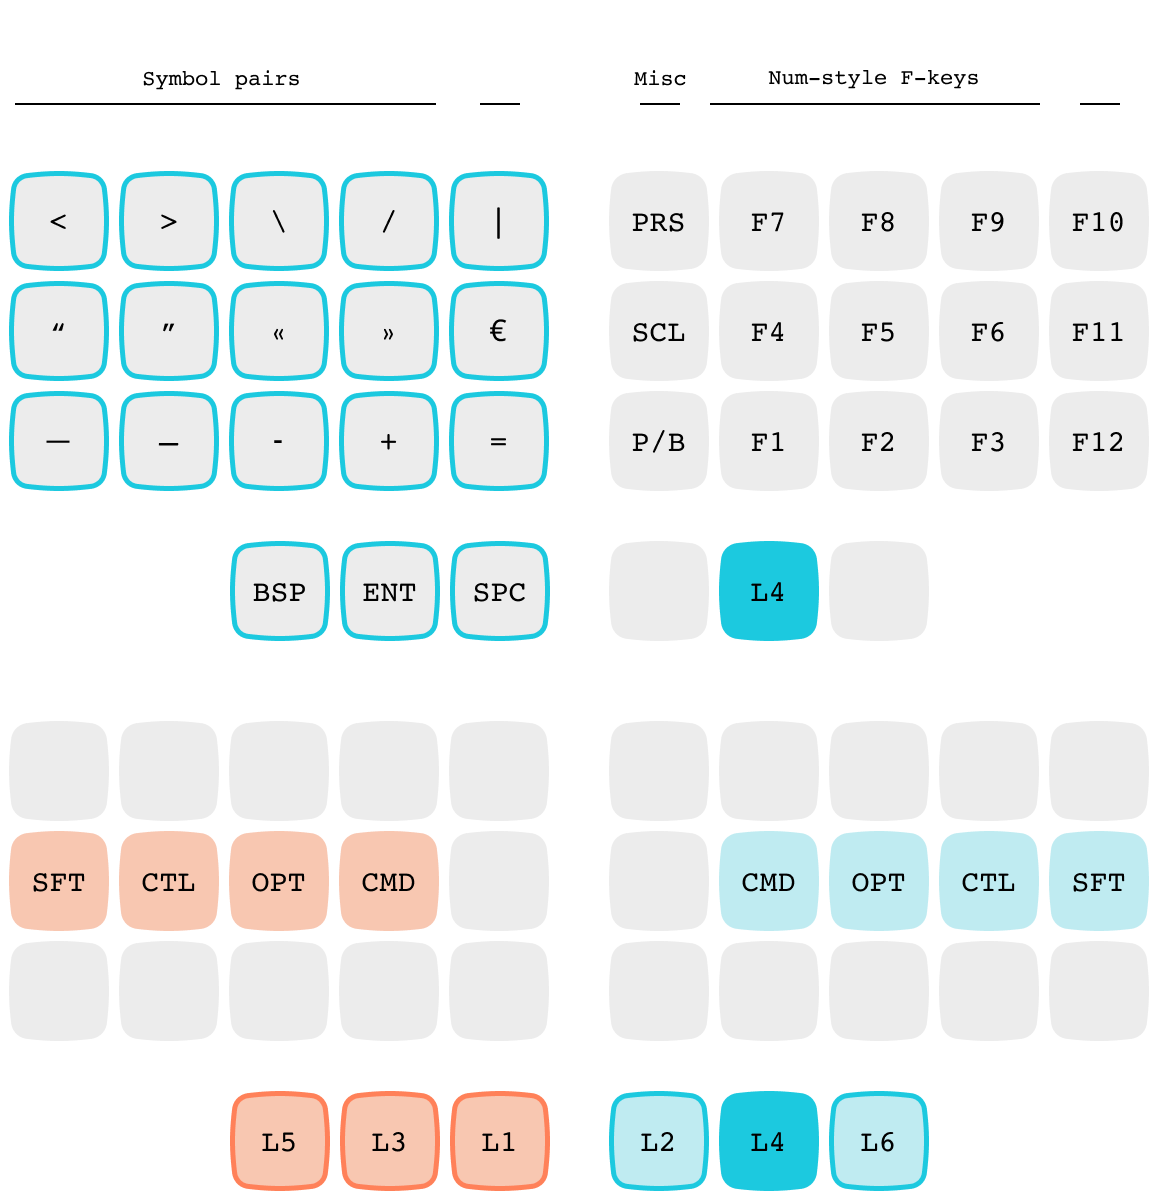 Symbol pairs Misc Num-style F-keys
< > \ / | PRS F7 F8 F9 F10
“ ” « » € SCL F4 F5 F6 F11
— – - + = P/B F1 F2 F3 F12
BSP ENT SPC L4
SFT CTL OPT CMD CMD OPT CTL SFT
L5 L3 L1 L2 L4 L6